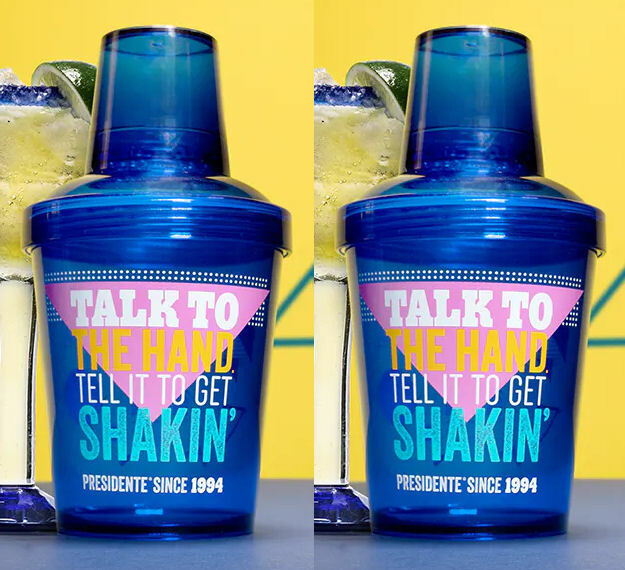 TALK TO
THE HAND.
TELL IT TO GET
SHAKIN'
PRESIDENTE® SINCE 1994
TALK TO
THE HAND.
TELL IT TO GET
SHAKIN'
PRESIDENTE® SINCE 1994